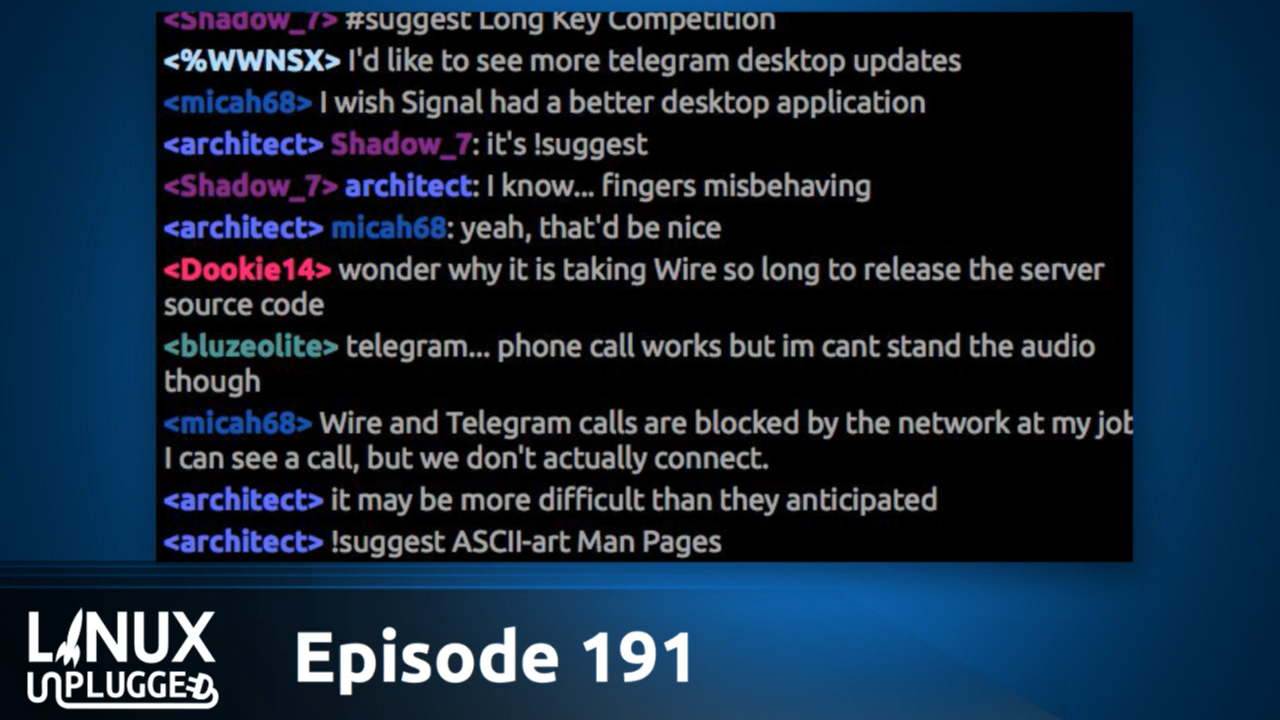 <Shadow_7> #suggest Long Key Competition
<%WWNSX> I'd like to see more telegram desktop updates
<micah68> I wish Signal had a better desktop application
<architect> Shadow_7: it's !suggest
<Shadow_7> architect: I know... fingers misbehaving
<architect> micah68: yeah, that'd be nice
<Dookie14> wonder why it is taking Wire so long to release the server
source code
<bluzeolite> telegram... phone call works but im cant stand the audio
though
<micah68> Wire and Telegram calls are blocked by the network at my job
I can see a call, but we don't actually connect.
<architect> it may be more difficult than they anticipated
<architect> !suggest ASCII-art Man Pages
LINUX
UNPLUGGED
Episode 191